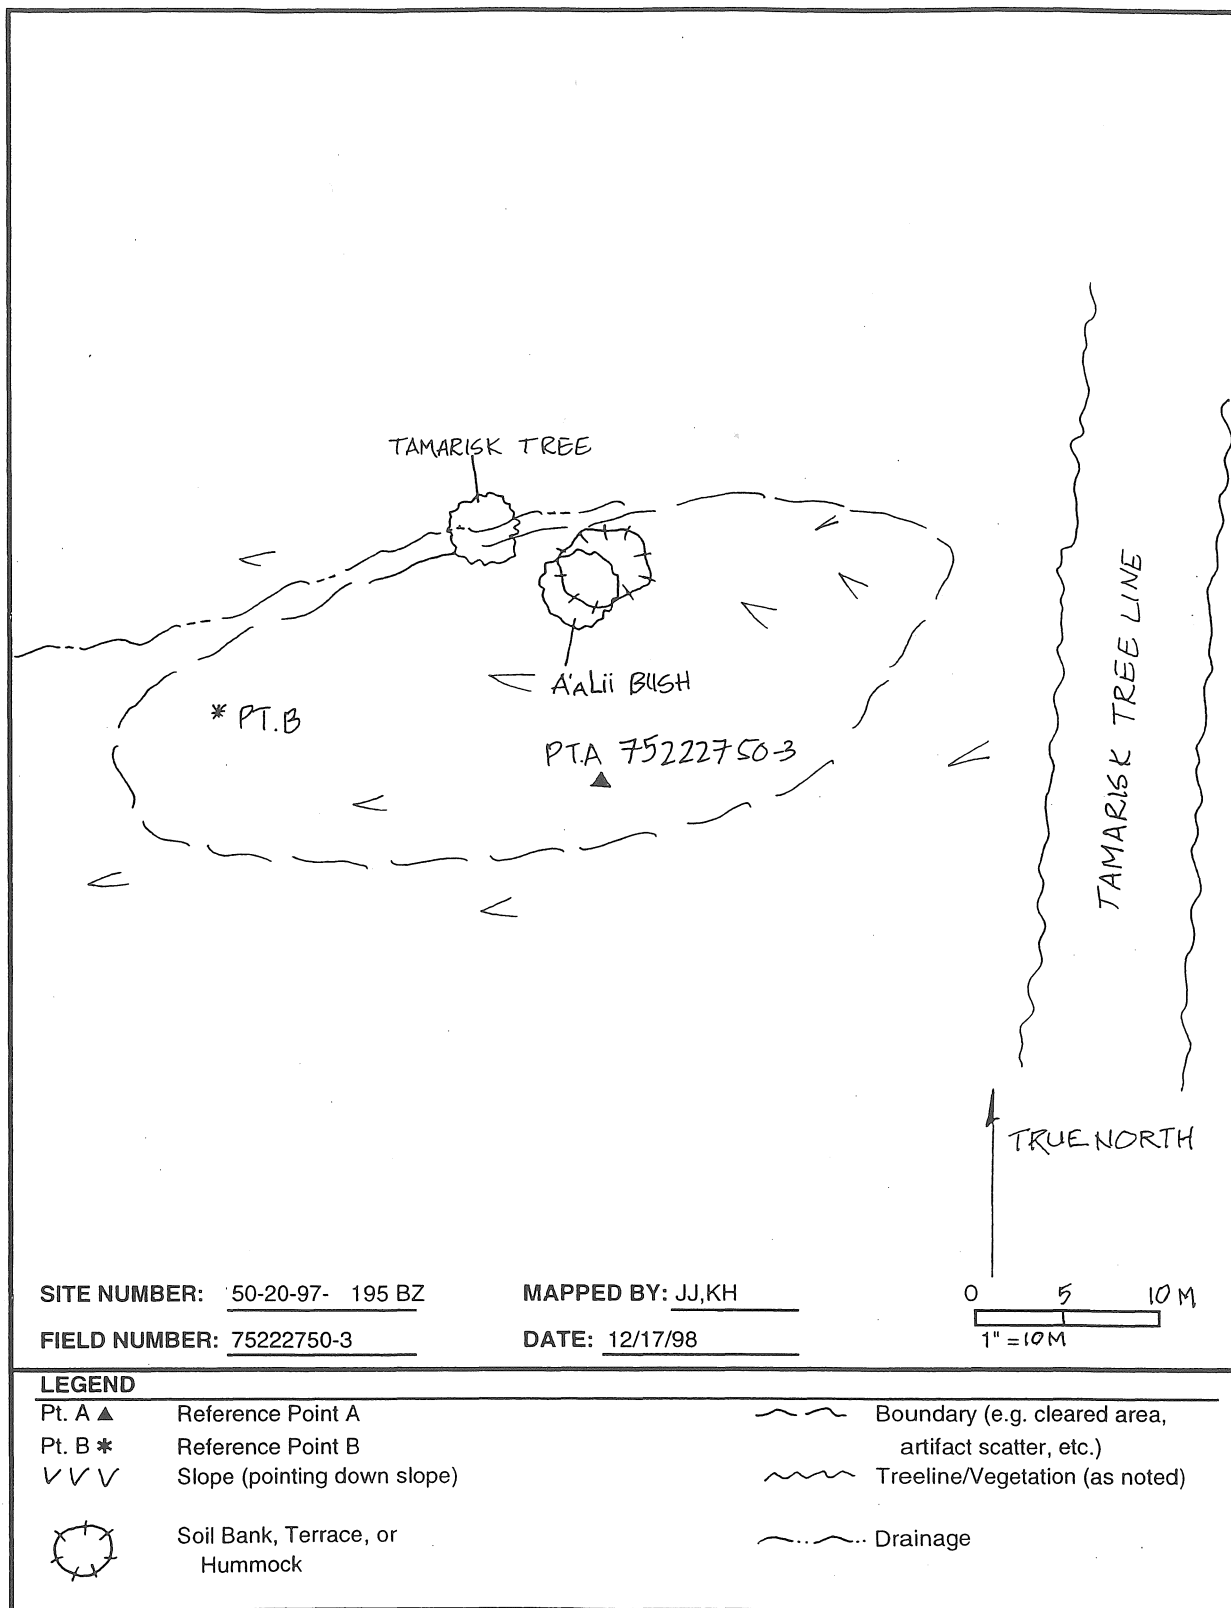 TAMARISK TREE
A'ALii BUSH
* PT.B
PT.A 75222750-3
TAMARISK TREE LINE
TRUE NORTH
SITE NUMBER: 50-20-97- 195 BZ
MAPPED BY: JJ,KH
0 5 10 M
FIELD NUMBER: 75222750-3
DATE: 12/17/98
1" = 10 M
LEGEND
Pt. A ▲ Reference Point A
Pt. B * Reference Point B
V V V Slope (pointing down slope)
Soil Bank, Terrace, or
Hummock
Boundary (e.g. cleared area,
artifact scatter, etc.)
Treeline/Vegetation (as noted)
Drainage